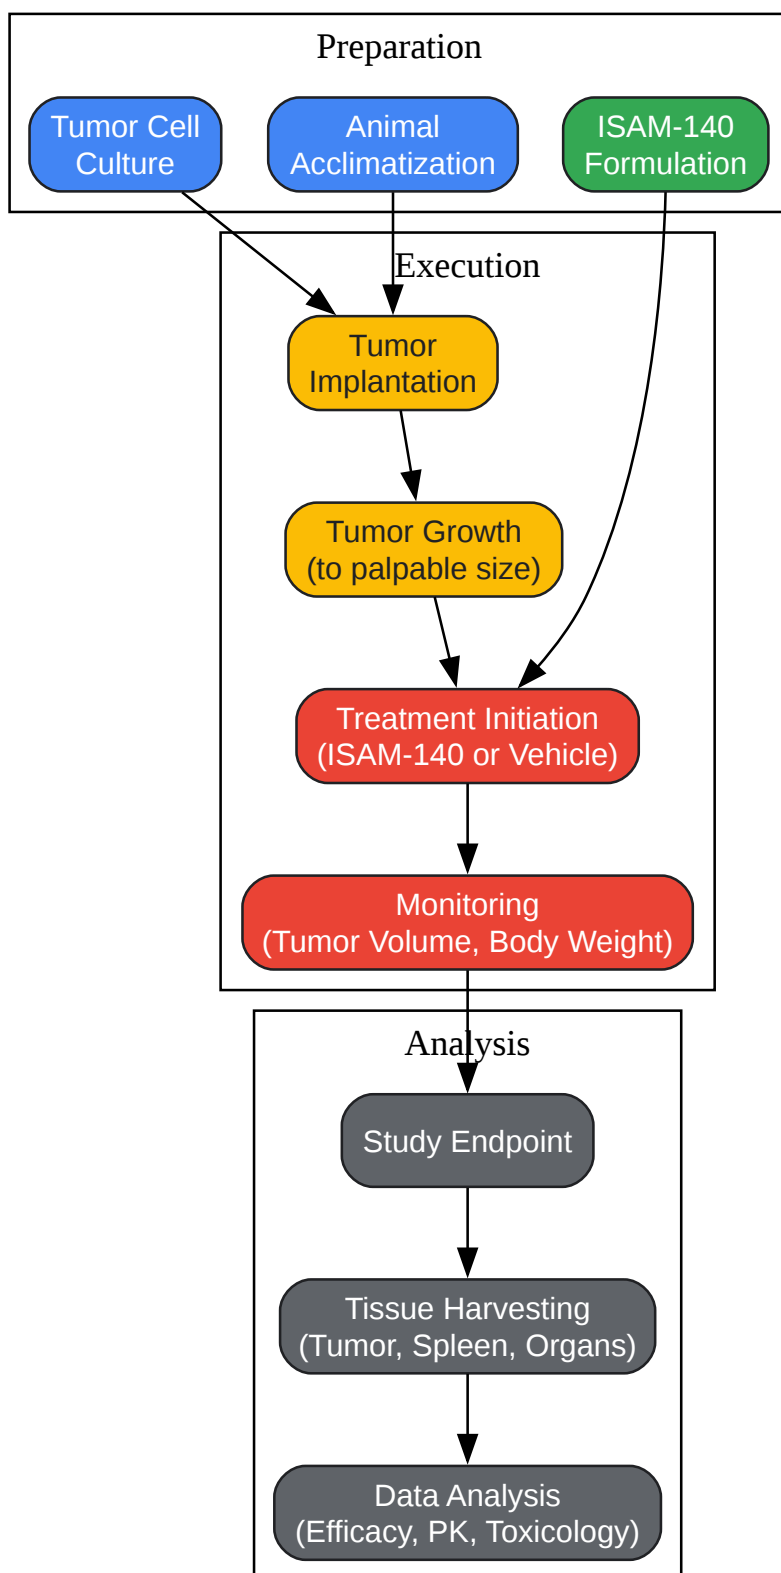 Preparation
Tumor Cell
Culture
Animal
Acclimatization
ISAM-140
Formulation
Execution
Tumor
Implantation
Tumor Growth
(to palpable size)
Treatment Initiation
(ISAM-140 or Vehicle)
Monitoring
(Tumor Volume, Body Weight)
Analysis
Study Endpoint
Tissue Harvesting
(Tumor, Spleen, Organs)
Data Analysis
(Efficacy, PK, Toxicology)